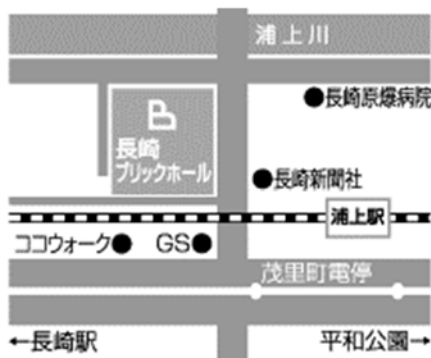 浦上川
●長崎原爆病院
B
長崎
ブリックホール
●長崎新聞社
浦上駅
ココウォーク●
GS●
茂里町電停
←長崎駅
平和公園→